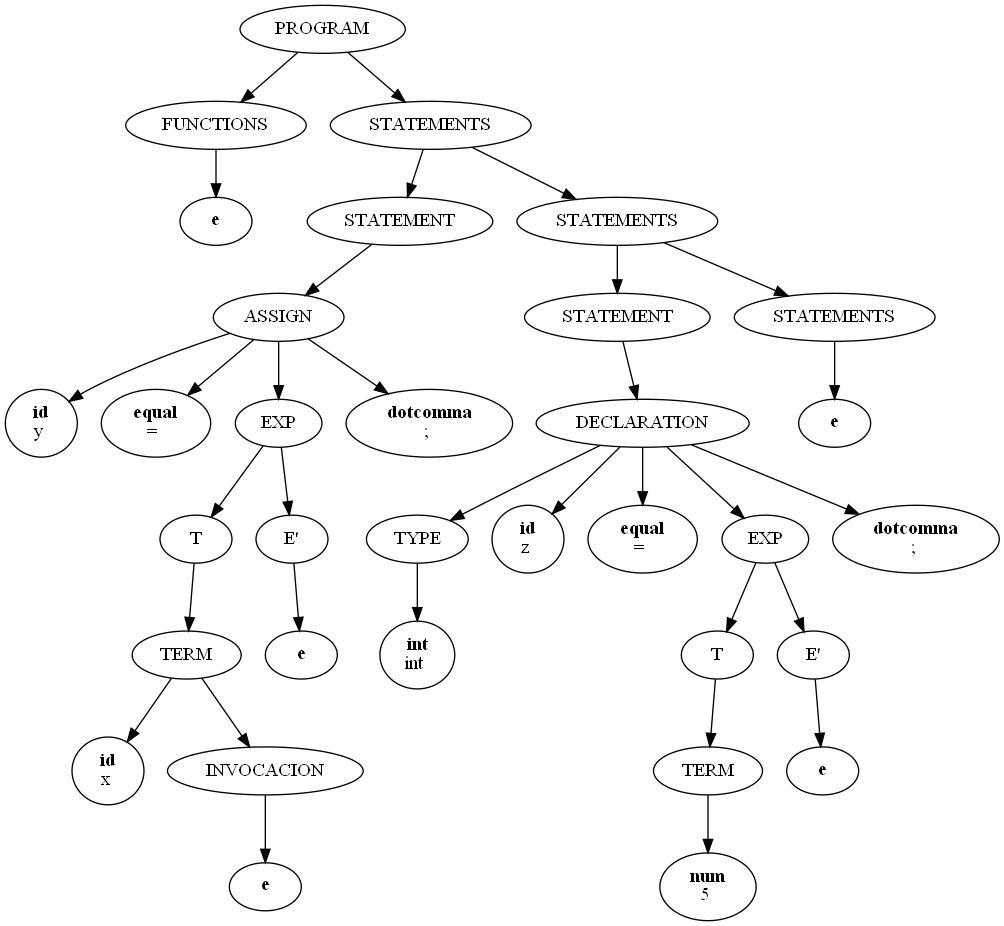 PROGRAM
FUNCTIONS
STATEMENTS
e
STATEMENT
STATEMENTS
ASSIGN
STATEMENT
STATEMENTS
id
y
equal
=
EXP
dotcomma
;
DECLARATION
e
T
E'
TYPE
id
z
equal
=
EXP
dotcomma
;
TERM
e
int
int
T
E'
id
x
INVOCACION
TERM
e
e
num
5